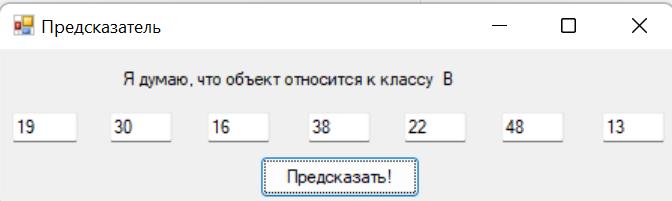 Предсказатель
Я думаю, что объект относится к классу B
19 30 16 38 22 48 13
Предсказать!